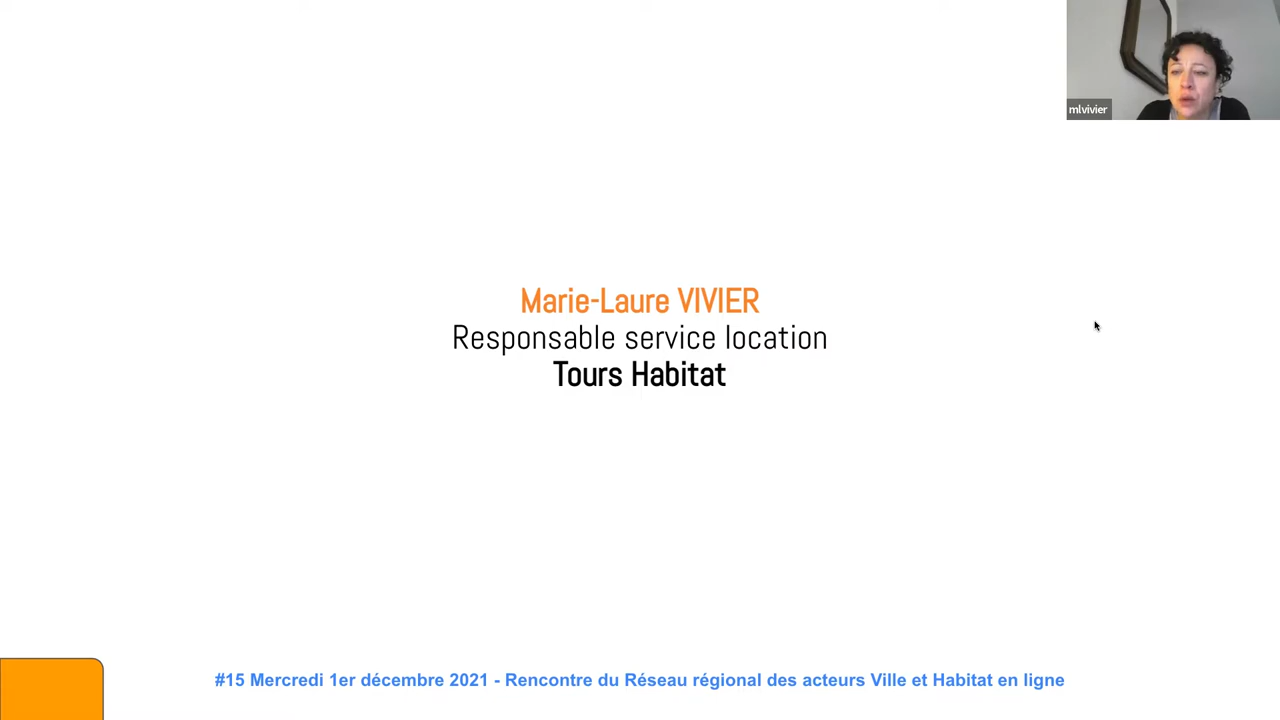 mlvivier
Marie-Laure VIVIER
Responsable service location
Tours Habitat
#15 Mercredi 1er décembre 2021 - Rencontre du Réseau régional des acteurs Ville et Habitat en ligne